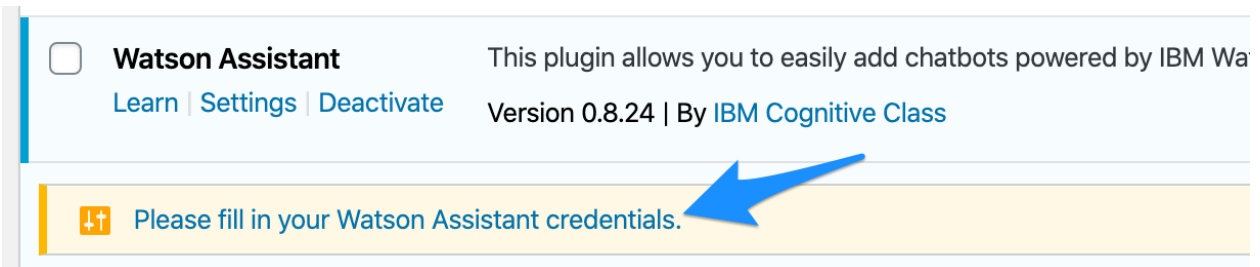 Watson Assistant
This plugin allows you to easily add chatbots powered by IBM
Learn | Settings | Deactivate
Version 0.8.24 | By IBM Cognitive Class
Please fill in your Watson Assistant credentials.